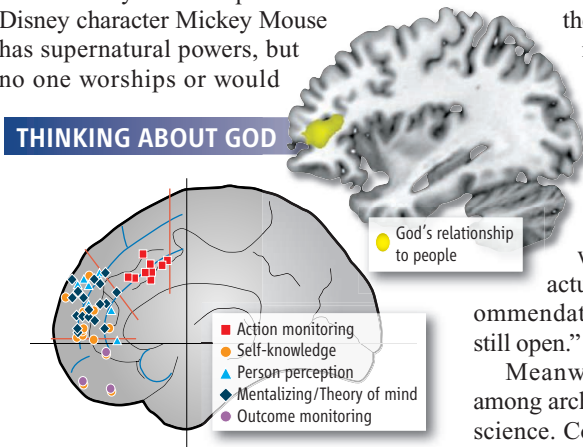 Disney character Mickey Mouse
has supernatural powers, but
no one worships or would
THINKING ABOUT GOD
God's relationship
to people
Action monitoring
Self-knowledge
Person perception
Mentalizing/Theory of mind
Outcome monitoring
the
actu
ommendat
still open."
Meanw
among arch
science. Co